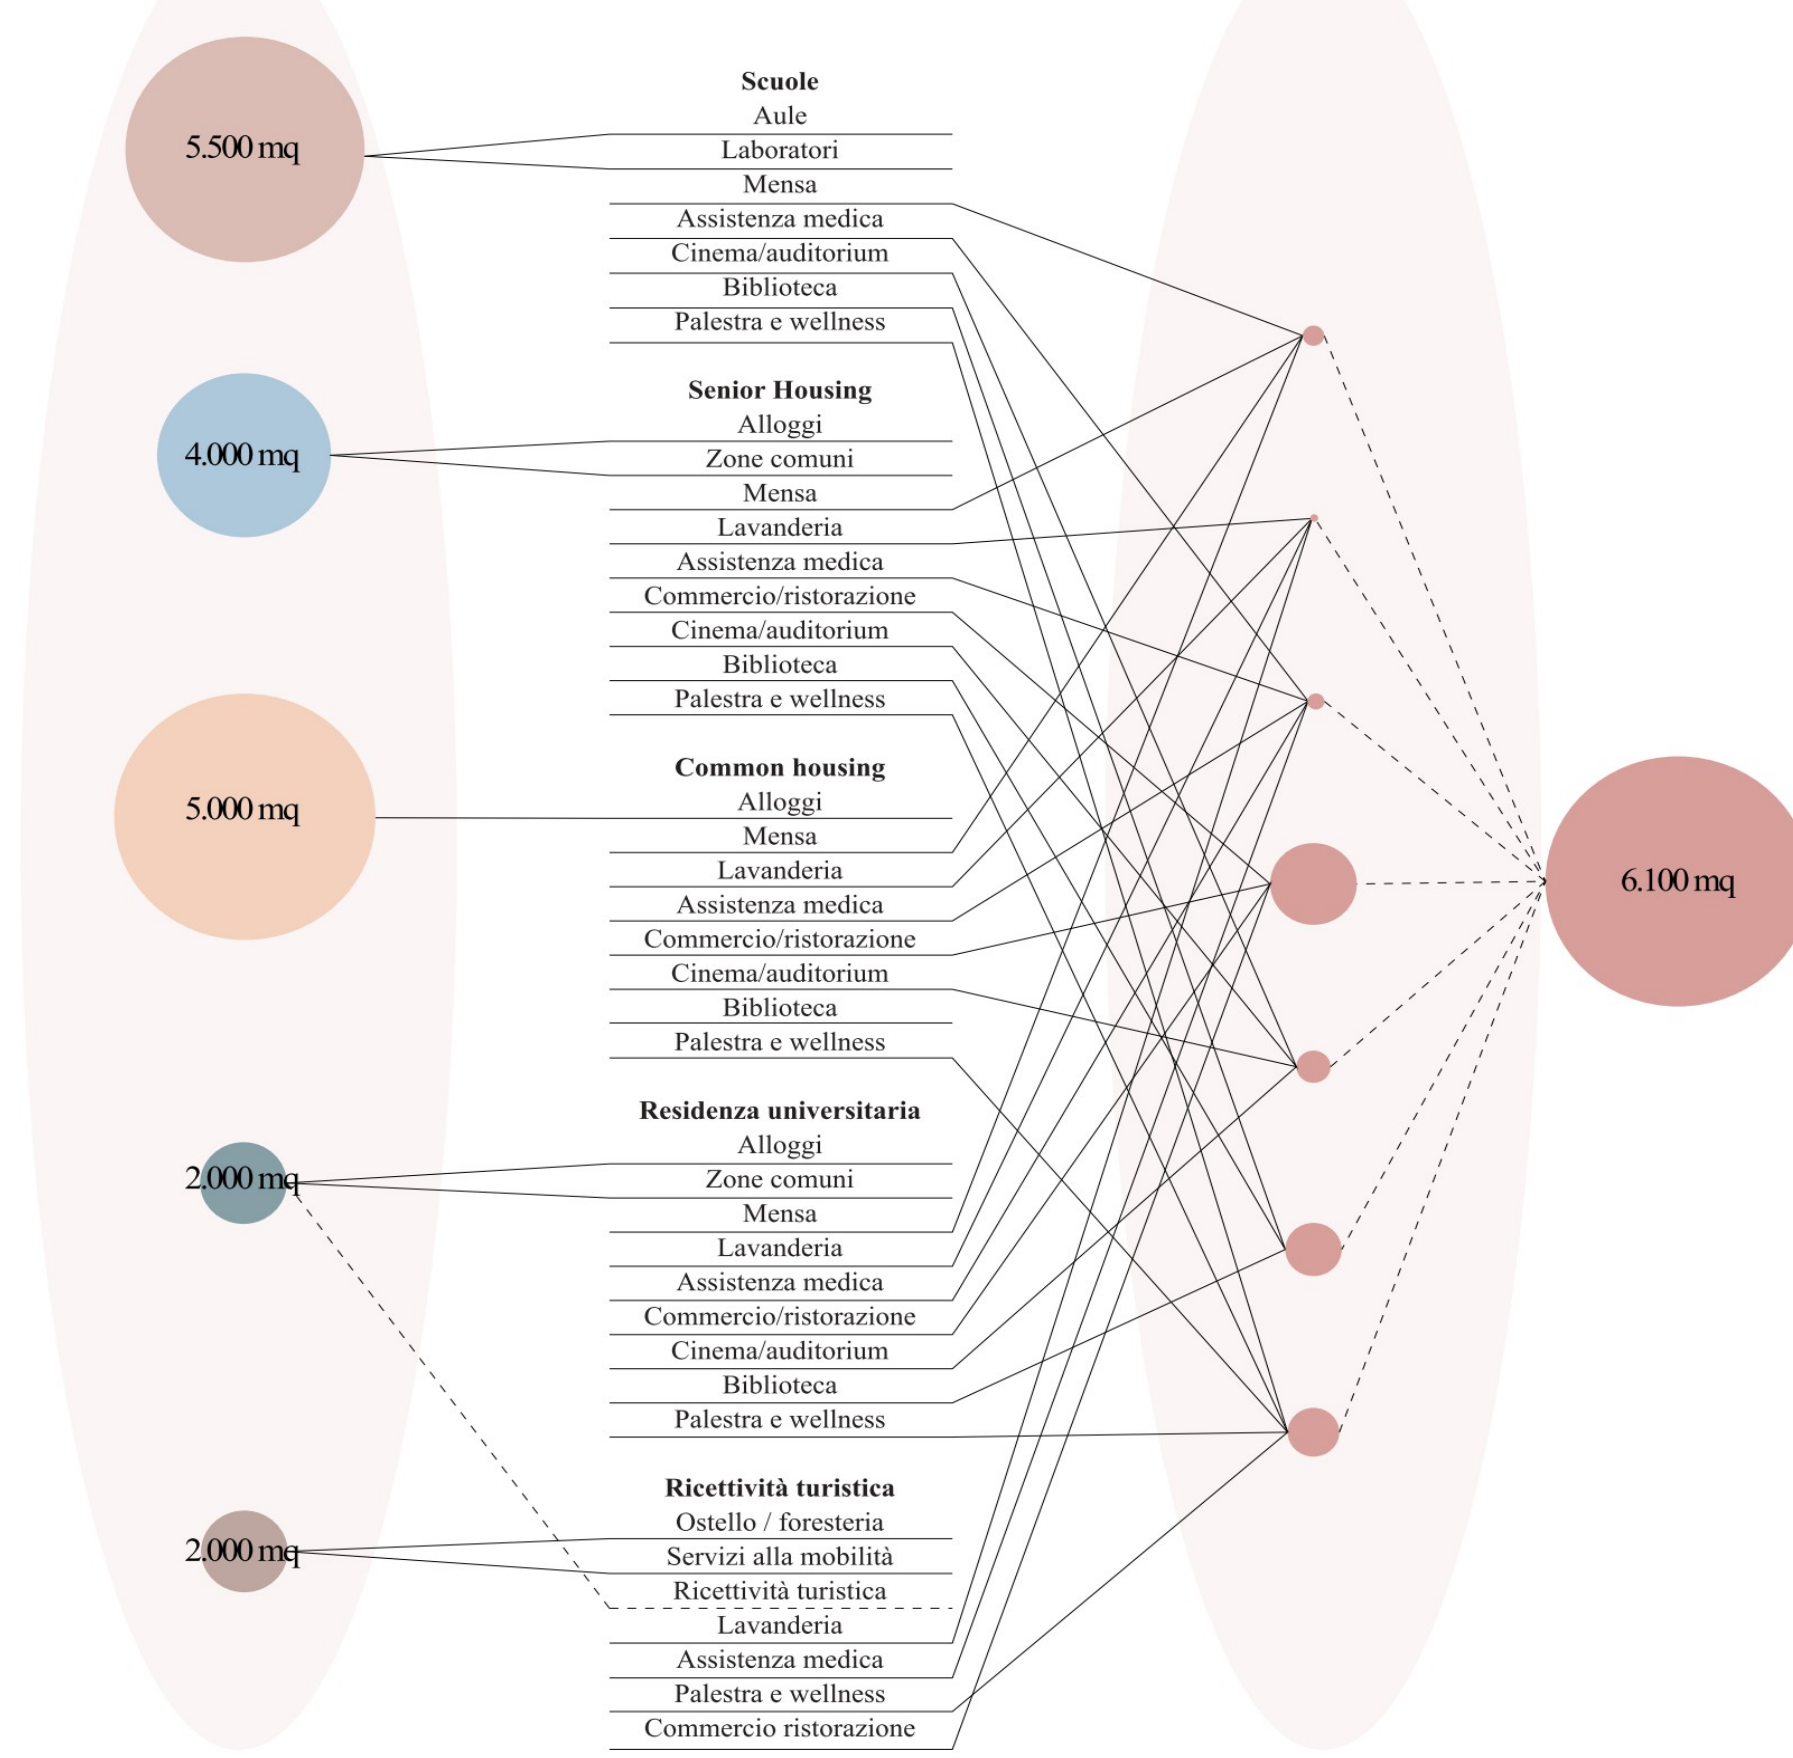 5.500 mq
4.000 mq
5.000 mq
2.000 mq
2.000 mq
Scuole
Aule
Laboratori
Mensa
Assistenza medica
Cinema/auditorium
Biblioteca
Palestra e wellness
Senior Housing
Alloggi
Zone comuni
Mensa
Lavanderia
Assistenza medica
Commercio/ristorazione
Cinema/auditorium
Biblioteca
Palestra e wellness
Common housing
Alloggi
Mensa
Lavanderia
Assistenza medica
Commercio/ristorazione
Cinema/auditorium
Biblioteca
Palestra e wellness
Residenza universitaria
Alloggi
Zone comuni
Mensa
Lavanderia
Assistenza medica
Commercio/ristorazione
Cinema/auditorium
Biblioteca
Palestra e wellness
Ricettività turistica
Ostello / foresteria
Servizi alla mobilità
Ricettività turistica
Lavanderia
Assistenza medica
Palestra e wellness
Commercio ristorazione
6.100 mq